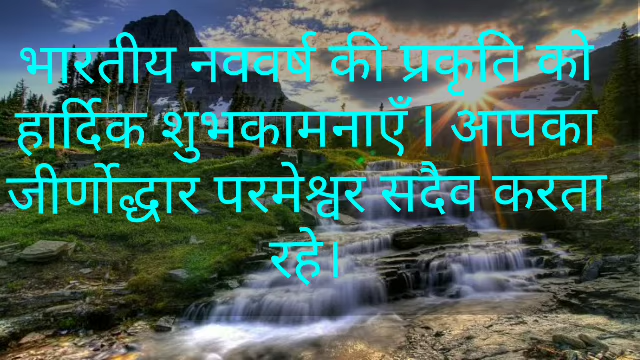 भारतीय नववर्ष की प्रकृति को
हार्दिक शुभकामनाएँ l आपका
जीर्णोद्धार परमेश्वर सदैव करता
रहे।